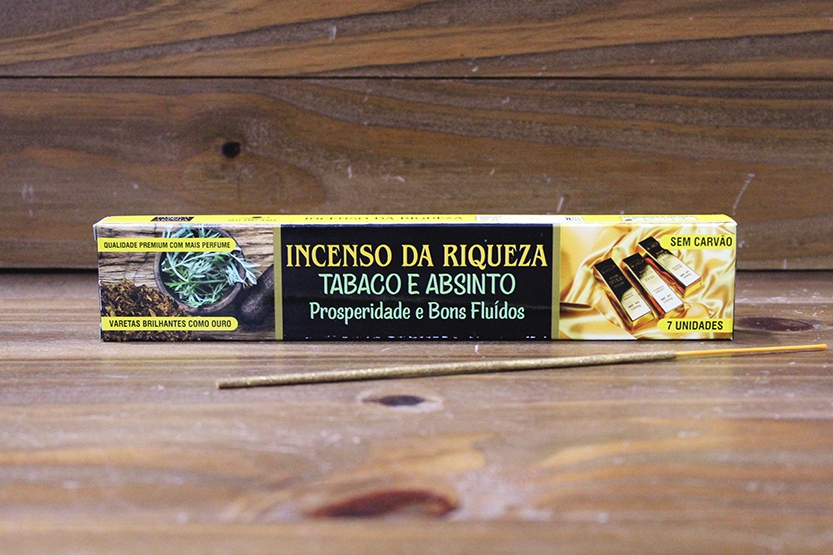 INCENSO DA RIQUEZA
QUALIDADE PREMIUM COM MAIS PERFUME
VARETAS BRILHANTES COMO OURO
INCENSO DA RIQUEZA
TABACO E ABSINTO
Prosperidade e Bons Fluídos
SEM CARVÃO
7 UNIDADES